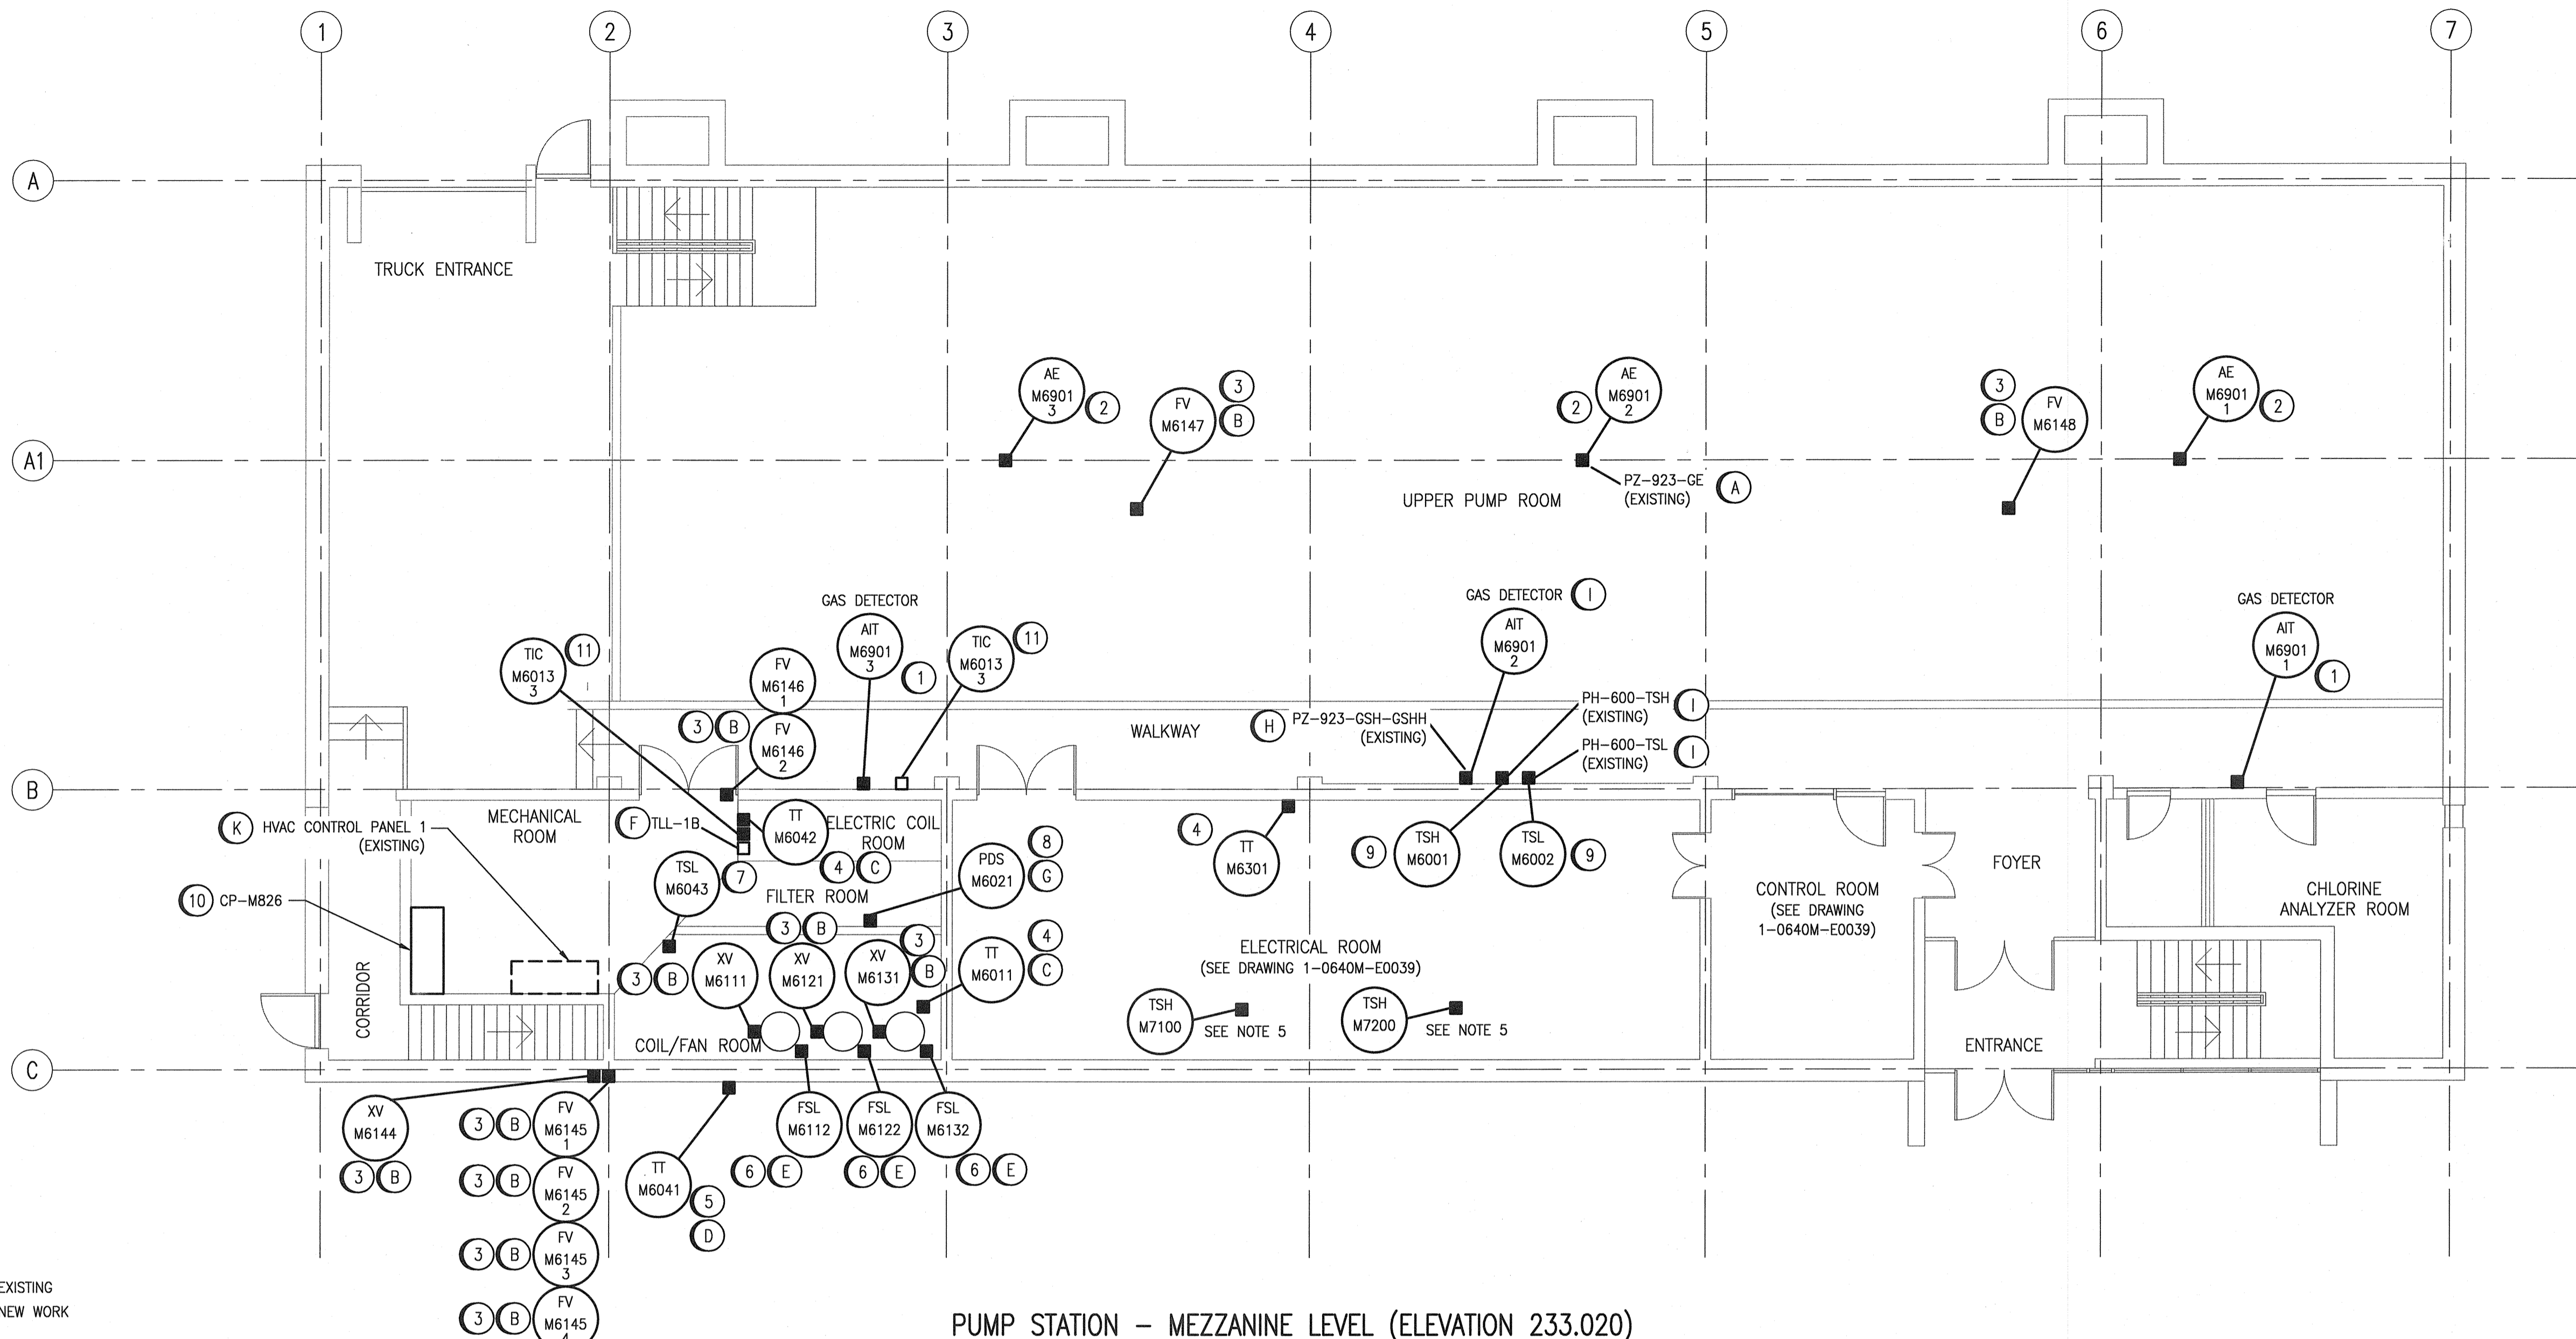 1
2
3
4
5
6
7
A
TRUCK ENTRANCE
AE
M6901
3
2
FV
M6147
3
B
2
AE
M6901
2
3
B
FV
M6148
AE
M6901
1
2
A1
PZ-923-GE
(EXISTING)
A
UPPER PUMP ROOM
GAS DETECTOR
AIT
M6901
3
1
TIC
M6013
3
11
TIC
M6013
3
11
FV
M6146
1
3
B
FV
M6146
2
GAS DETECTOR
I
AIT
M6901
2
GAS DETECTOR
AIT
M6901
1
1
WALKWAY
H
PZ-923-GSH-GSHH
(EXISTING)
PH-600-TSH
(EXISTING)
I
PH-600-TSL
(EXISTING)
I
B
K
HVAC CONTROL PANEL 1
(EXISTING)
MECHANICAL
ROOM
F
TLL-1B
TT
M6042
4
C
ELECTRIC COIL
ROOM
TSL
M6043
7
FILTER ROOM
PDS
M6021
8
G
4
TT
M6301
9
TSH
M6001
TSL
M6002
9
CONTROL ROOM
(SEE DRAWING
1-0640M-E0039)
FOYER
CHLORINE
ANALYZER ROOM
10
CP-M826
CORRIDOR
3
B
XV
M6111
3
B
XV
M6121
3
B
XV
M6131
TT
M6011
4
C
ELECTRICAL ROOM
(SEE DRAWING 1-0640M-E0039)
TSH
M7100
SEE NOTE 5
TSH
M7200
SEE NOTE 5
COIL/FAN ROOM
ENTRANCE
C
XV
M6144
3
B
3
B
FV
M6145
1
3
B
FV
M6145
2
3
B
FV
M6145
3
3
B
FV
M6145
4
TT
M6041
5
D
FSL
M6112
6
E
FSL
M6122
6
E
FSL
M6132
6
E
EXISTING
NEW WORK
PUMP STATION - MEZZANINE LEVEL (ELEVATION 233.020)